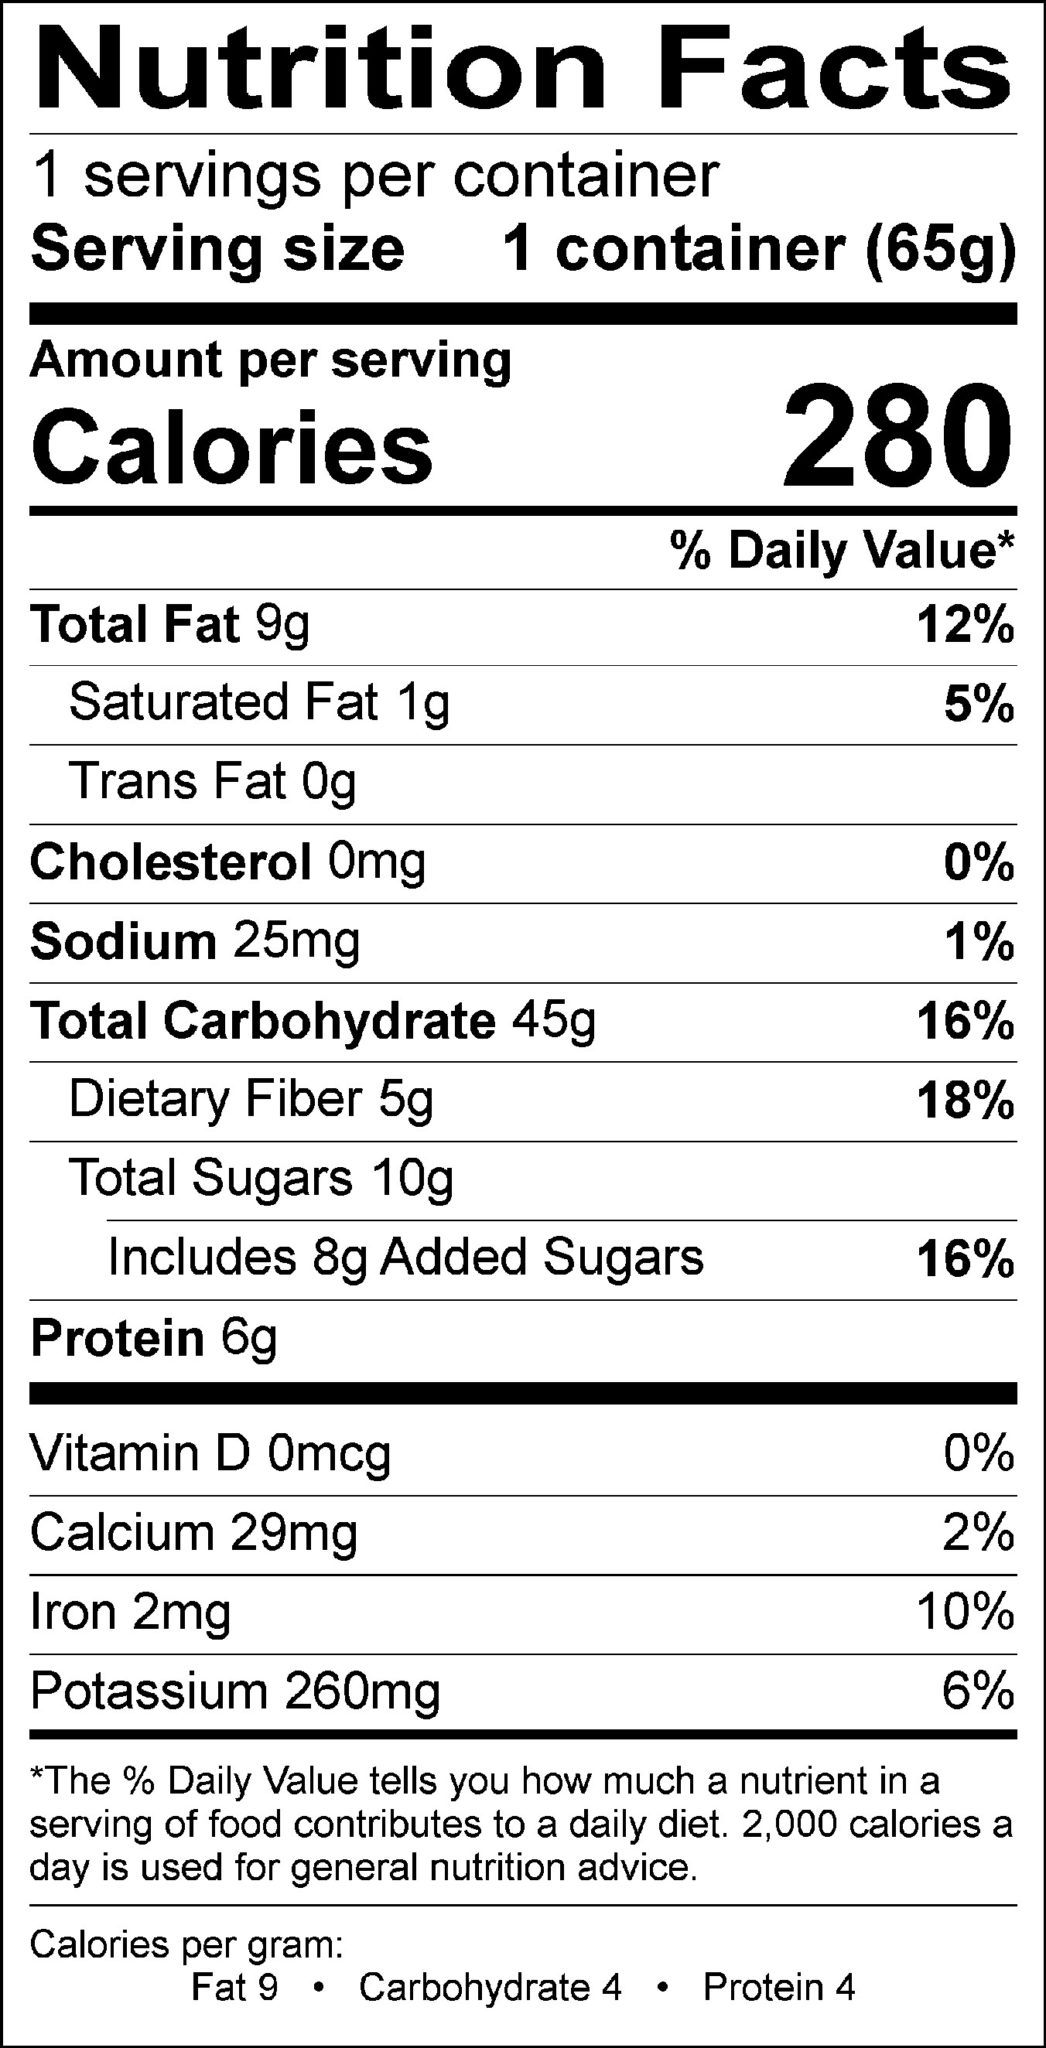 Nutrition Facts
1 servings per container
Serving size 1 container (65g)
Amount per serving
Calories 280
% Daily Value*
Total Fat 9g 12%
Saturated Fat 1g 5%
Trans Fat 0g
Cholesterol 0mg 0%
Sodium 25mg 1%
Total Carbohydrate 45g 16%
Dietary Fiber 5g 18%
Total Sugars 10g
Includes 8g Added Sugars 16%
Protein 6g
Vitamin D 0mcg 0%
Calcium 29mg 2%
Iron 2mg 10%
Potassium 260mg 6%
*The % Daily Value tells you how much a nutrient in a
serving of food contributes to a daily diet. 2,000 calories a
day is used for general nutrition advice.
Calories per gram:
Fat 9 • Carbohydrate 4 • Protein 4